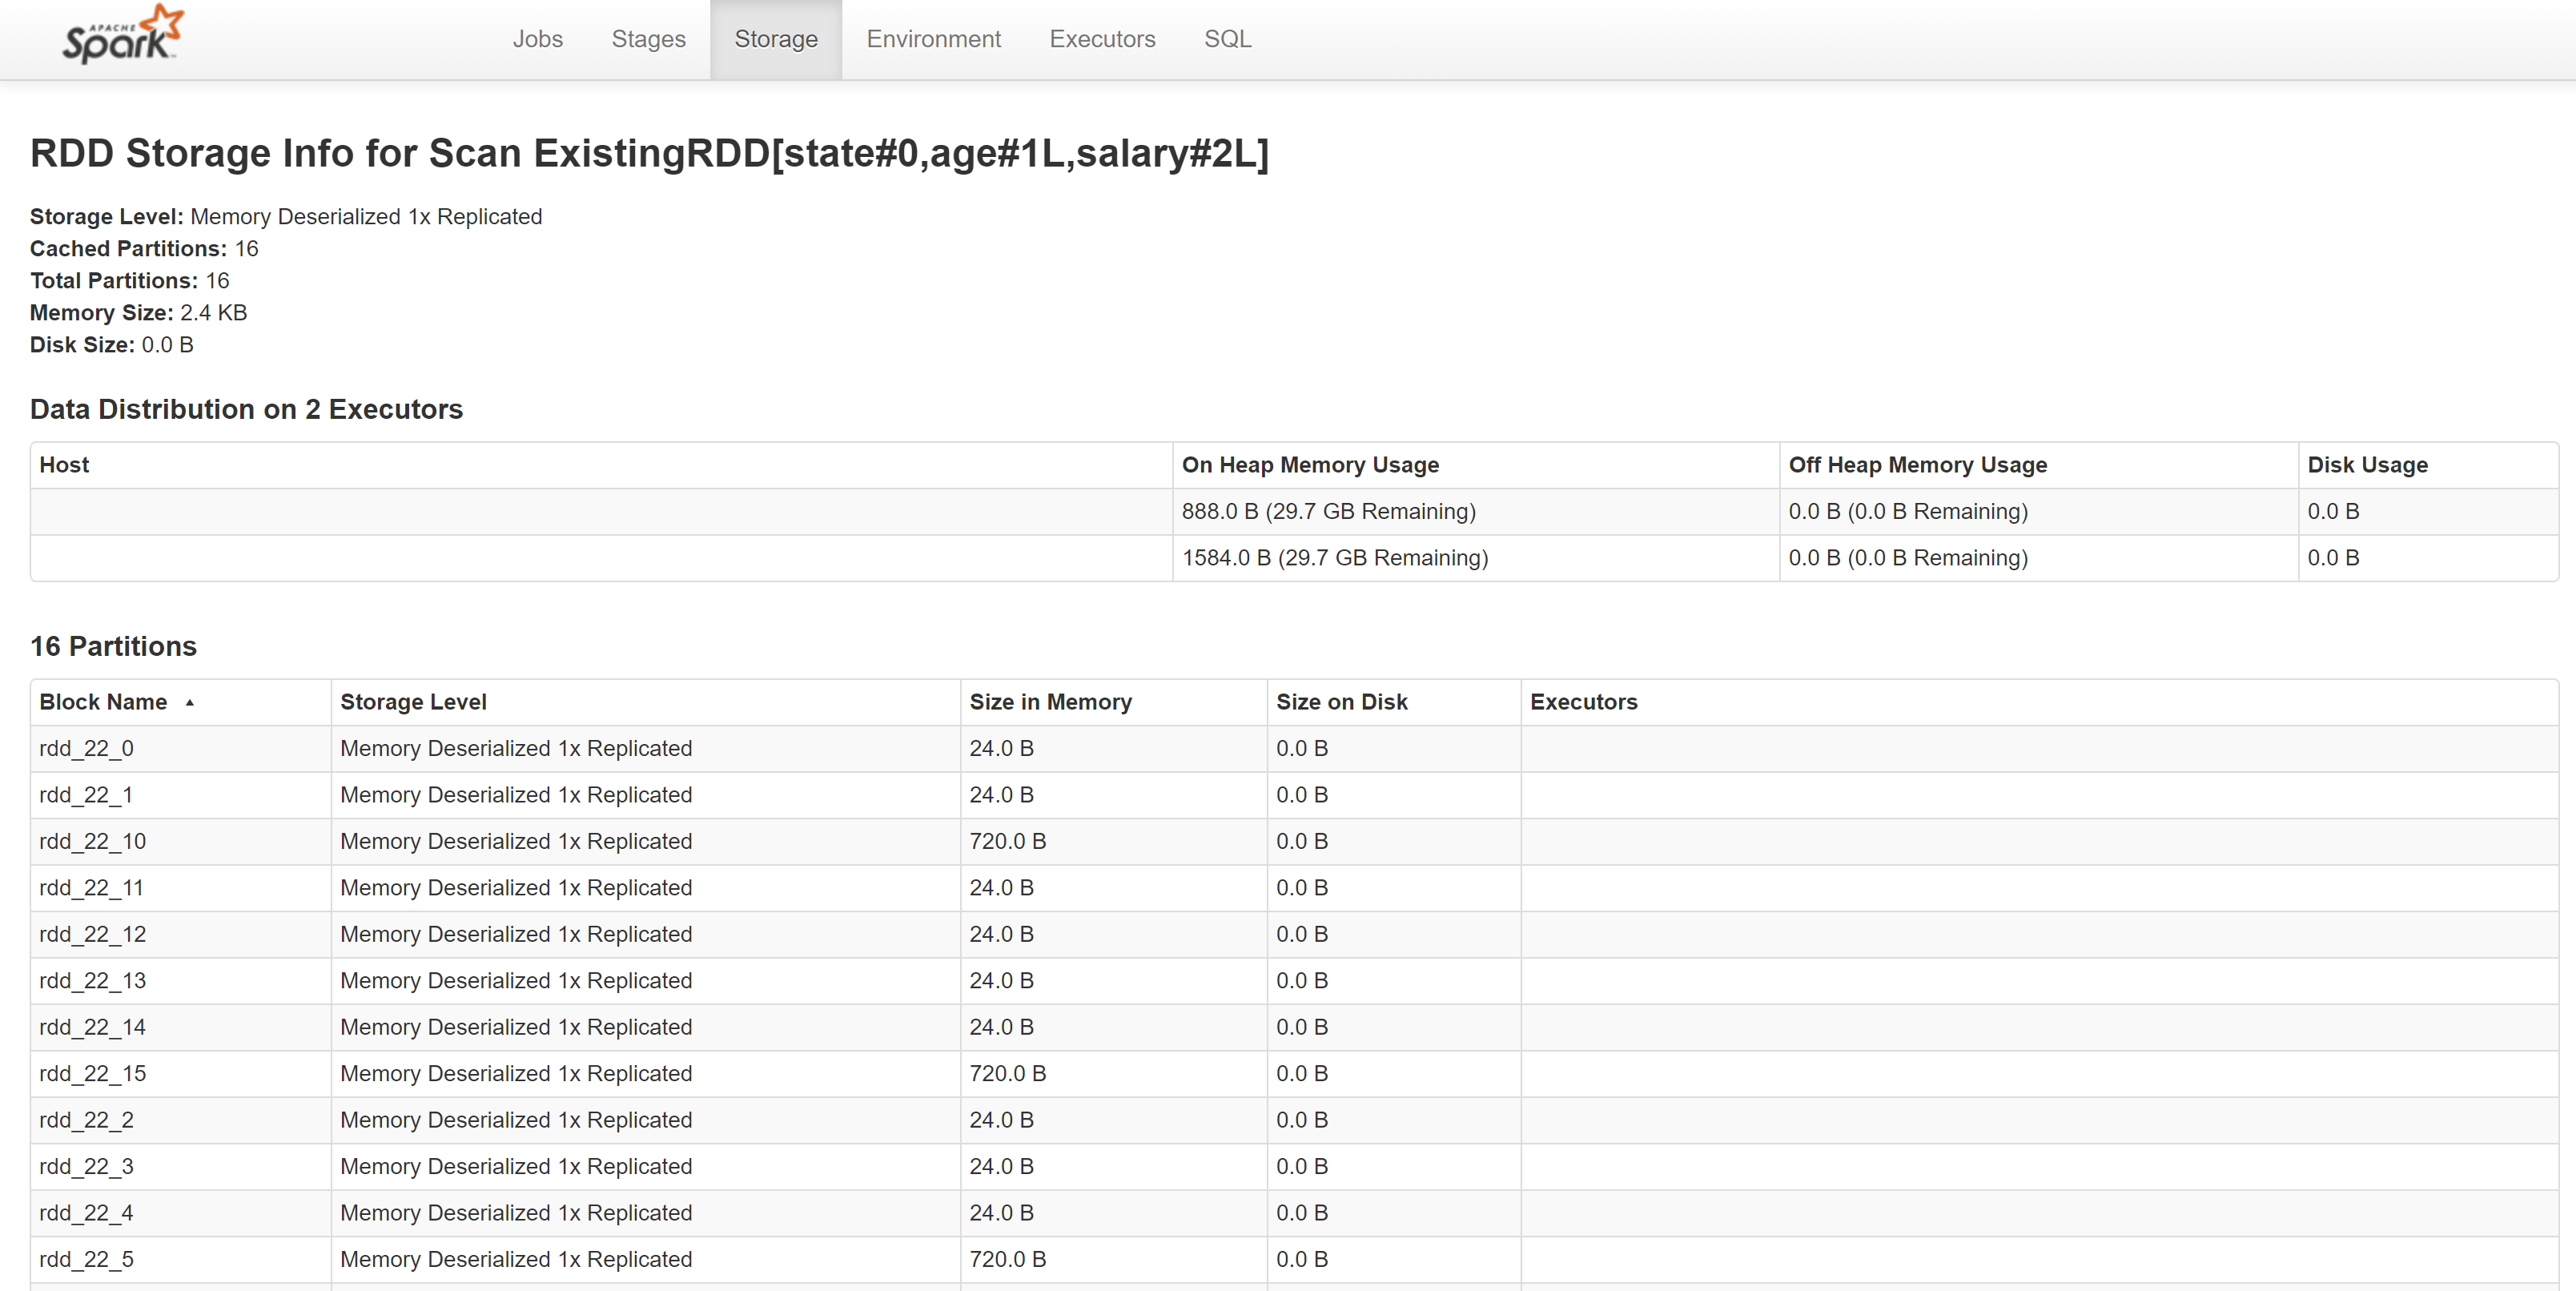 APACHE
Spark™
Jobs Stages Storage Environment Executors SQL
RDD Storage Info for Scan ExistingRDD[state#0,age#1L,salary#2L]
Storage Level: Memory Deserialized 1x Replicated
Cached Partitions: 16
Total Partitions: 16
Memory Size: 2.4 KB
Disk Size: 0.0 B
Data Distribution on 2 Executors
Host On Heap Memory Usage Off Heap Memory Usage Disk Usage
888.0 B (29.7 GB Remaining) 0.0 B (0.0 B Remaining) 0.0 B
1584.0 B (29.7 GB Remaining) 0.0 B (0.0 B Remaining) 0.0 B
16 Partitions
Block Name ▲ Storage Level Size in Memory Size on Disk Executors
rdd_22_0 Memory Deserialized 1x Replicated 24.0 B 0.0 B
rdd_22_1 Memory Deserialized 1x Replicated 24.0 B 0.0 B
rdd_22_10 Memory Deserialized 1x Replicated 720.0 B 0.0 B
rdd_22_11 Memory Deserialized 1x Replicated 24.0 B 0.0 B
rdd_22_12 Memory Deserialized 1x Replicated 24.0 B 0.0 B
rdd_22_13 Memory Deserialized 1x Replicated 24.0 B 0.0 B
rdd_22_14 Memory Deserialized 1x Replicated 24.0 B 0.0 B
rdd_22_15 Memory Deserialized 1x Replicated 720.0 B 0.0 B
rdd_22_2 Memory Deserialized 1x Replicated 24.0 B 0.0 B
rdd_22_3 Memory Deserialized 1x Replicated 24.0 B 0.0 B
rdd_22_4 Memory Deserialized 1x Replicated 24.0 B 0.0 B
rdd_22_5 Memory Deserialized 1x Replicated 720.0 B 0.0 B